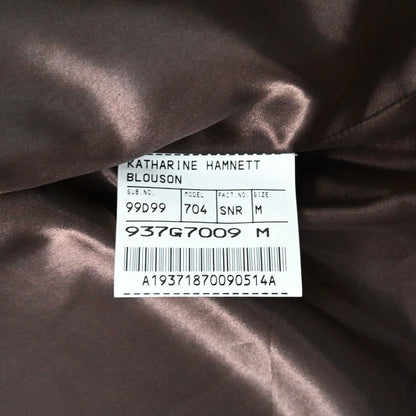 KATHARINE HAMNETT
BLOUSON
SUB.NO. MODEL FACT.NO. SIZE
99D99 704 SNR M
937G7009 M
A19371870090514A